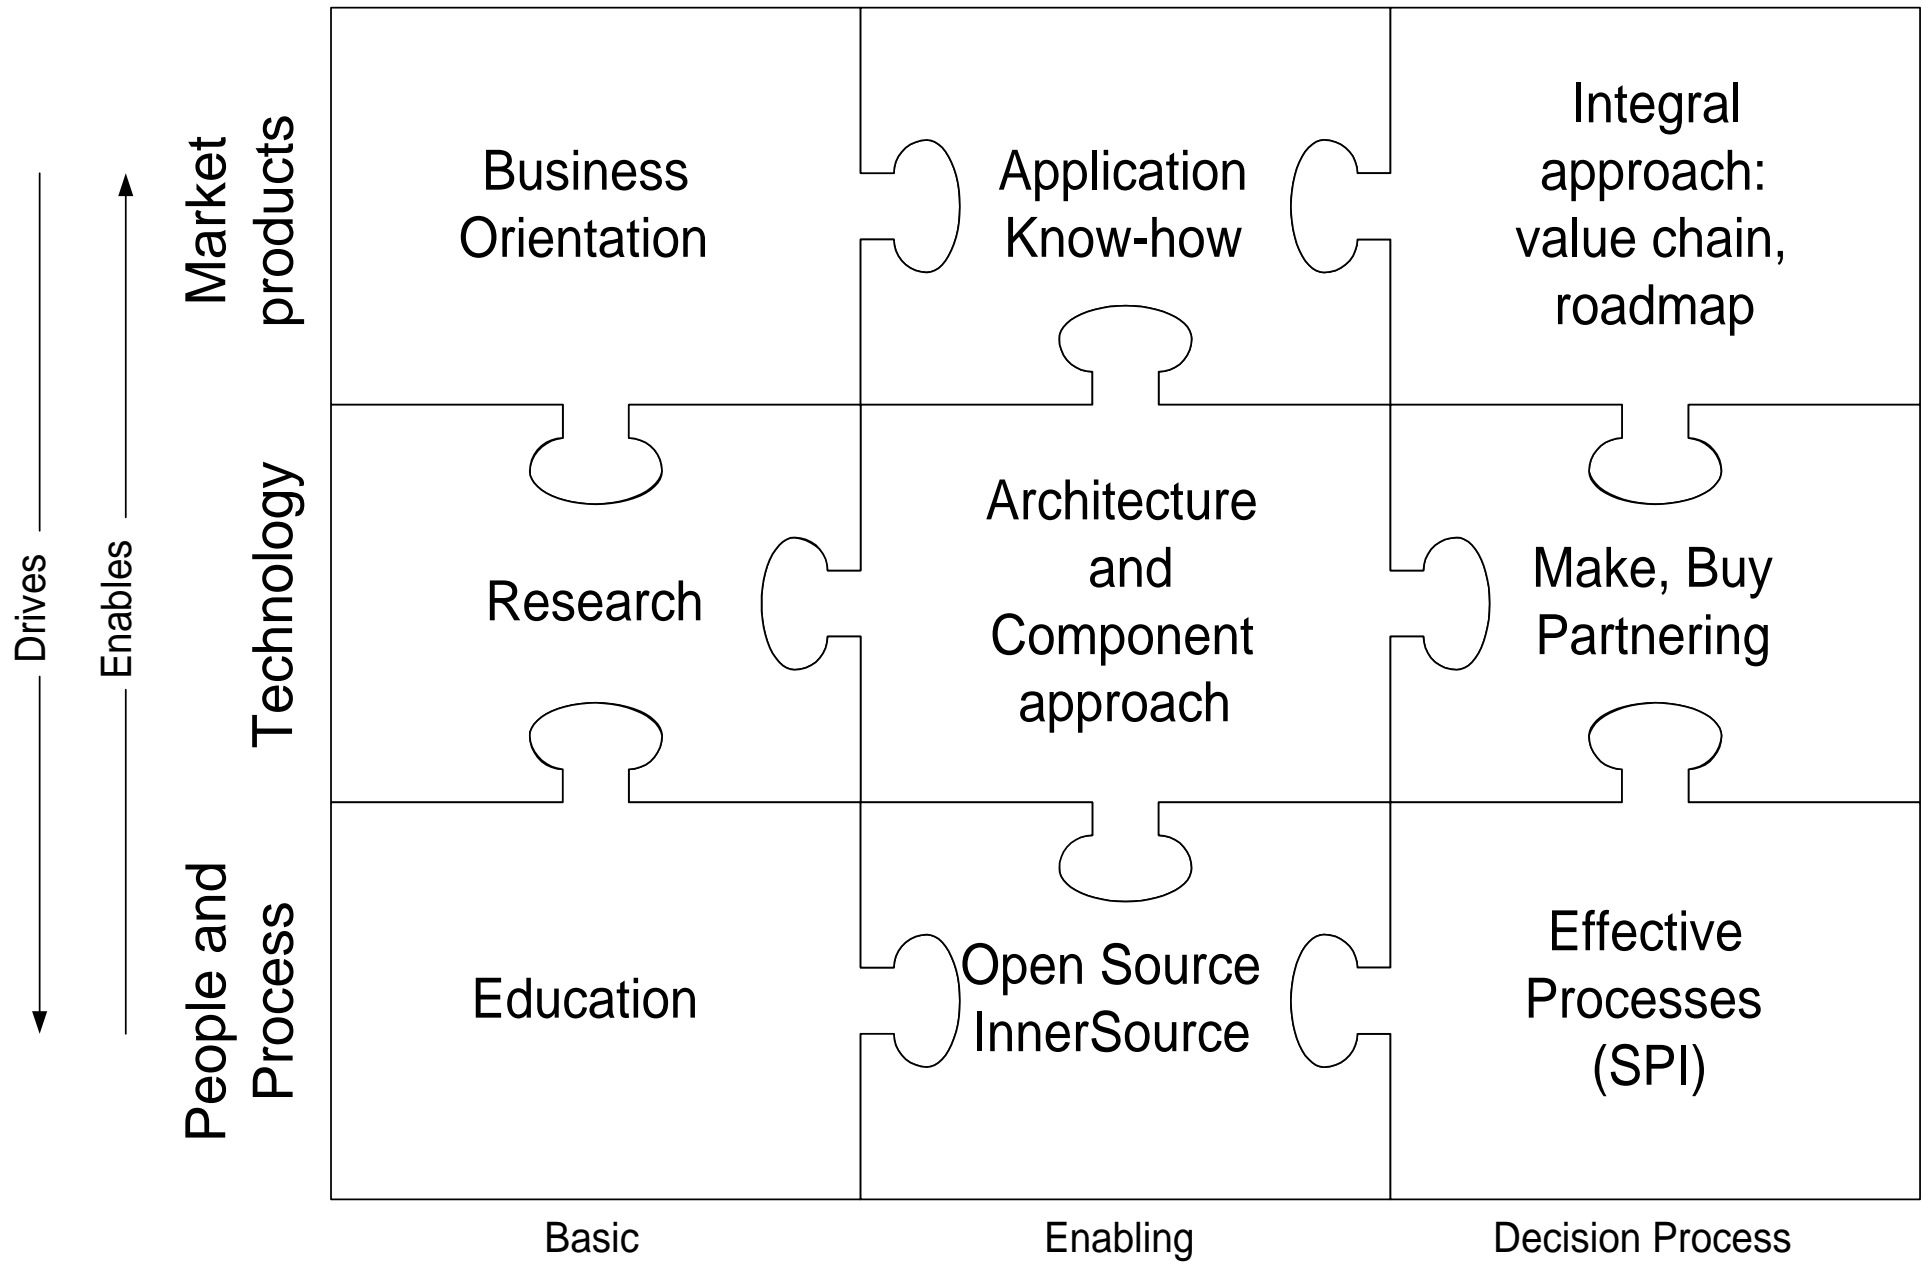 Drives
Enables
Market
products
Business
Orientation
Application
Know-how
Integral
approach:
value chain,
roadmap
Technology
Research
Architecture
and
Component
approach
Make, Buy
Partnering
People and
Process
Education
Open Source
InnerSource
Effective
Processes
(SPI)
Basic
Enabling
Decision Process